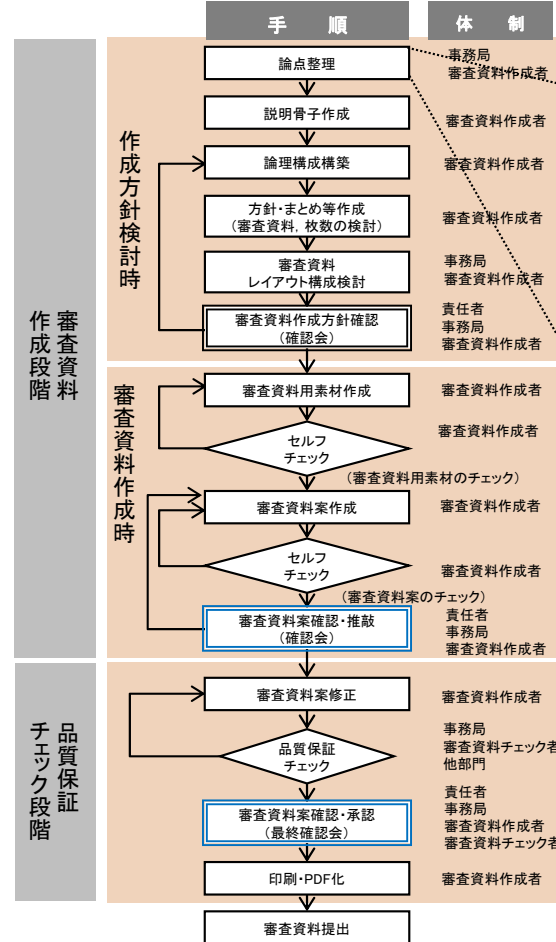 手 順
体 制
審査資料
作成段階
作成方針検討時
論点整理
事務局
審査資料作成者
説明骨子作成
審査資料作成者
論理構成構築
審査資料作成者
方針・まとめ等作成
(審査資料，枚数の検討)
審査資料作成者
審査資料
レイアウト構成検討
事務局
審査資料作成者
審査資料作成方針確認
(確認会)
責任者
事務局
審査資料作成者
審査資料作成時
審査資料用素材作成
審査資料作成者
セルフ
チェック
審査資料作成者
(審査資料用素材のチェック)
審査資料案作成
審査資料作成者
セルフ
チェック
審査資料作成者
(審査資料案のチェック)
審査資料案確認・推敲
(確認会)
責任者
事務局
審査資料作成者
品質保証
チェック段階
審査資料案修正
審査資料作成者
品質保証
チェック
事務局
審査資料チェック者
他部門
審査資料案確認・承認
(最終確認会)
責任者
事務局
審査資料作成者
審査資料チェック者
印刷・PDF化
審査資料作成者
審査資料提出